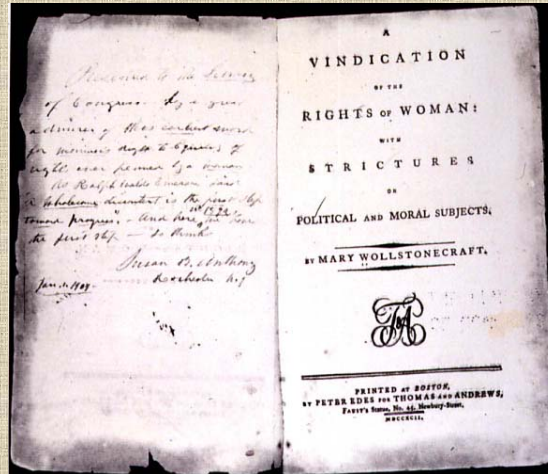 Presented to the Library
of Congress by a great
admirer of this earliest word
for woman's right to Equality of
rights ever penned by a woman
As Ralph Waldo Emerson said
a wholesome discontent is the first step
toward progress - And here in 1792 we have
the first step - so thinks
Susan B. Anthony
Rochester N.Y
Jan. 1. 1904
A
VINDICATION
OF THE
RIGHTS OF WOMAN:
WITH
STRICTURES
ON
POLITICAL AND MORAL SUBJECTS.
BY MARY WOLLSTONECRAFT.
PRINTED AT BOSTON,
BY PETER EDES FOR THOMAS AND ANDREWS,
FAUST'S Statue, No. 45, Newbury-Street,
MDCCXCII.